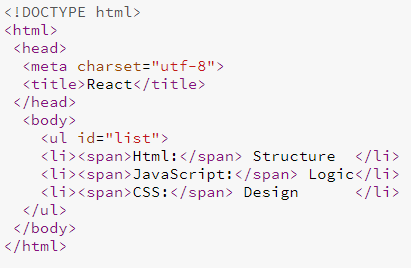 <!DOCTYPE html>
<html>
<head>
<meta charset="utf-8">
<title>React</title>
</head>
<body>
<ul id="list">
<li><span>Html:</span> Structure  </li>
<li><span>JavaScript:</span> Logic</li>
<li><span>CSS:</span> Design      </li>
</ul>
</body>
</html>